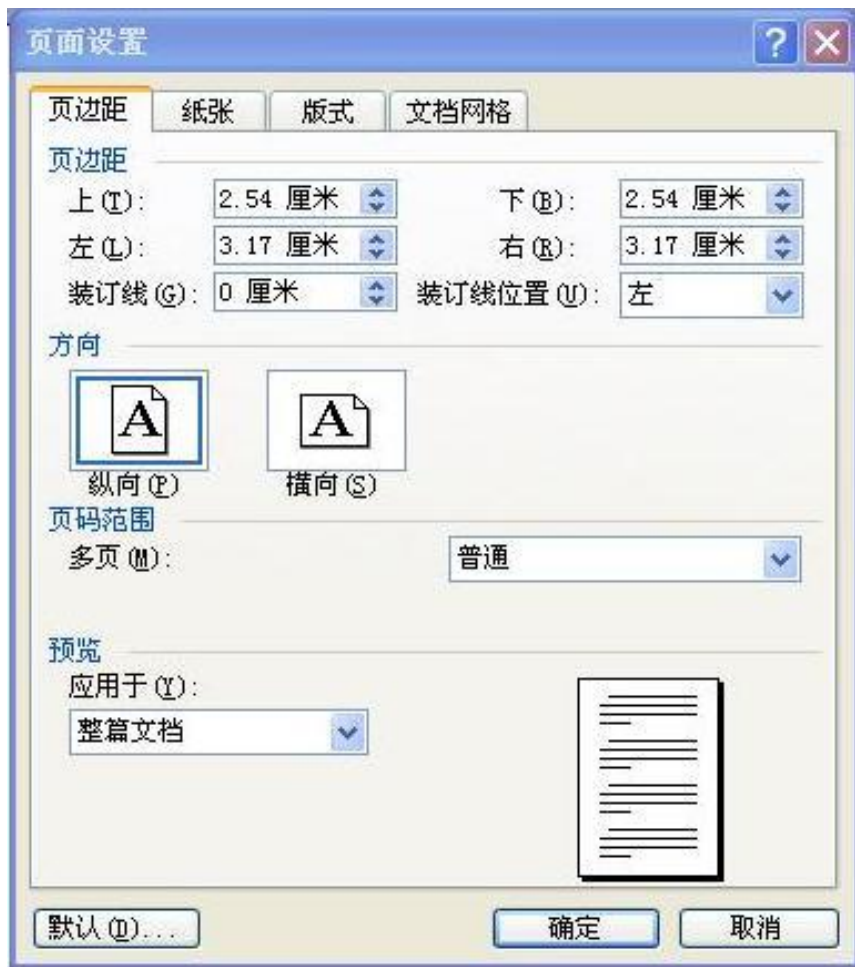 页面设置
页边距 纸张 版式 文档网格
页边距
上(T): 2.54 厘米 下(B): 2.54 厘米
左(L): 3.17 厘米 右(R): 3.17 厘米
装订线(G): 0 厘米 装订线位置(U): 左
方向
A A
纵向(P) 横向(S)
页码范围
多页(M): 普通
预览
应用于(Y):
整篇文档
默认(D)... 确定 取消